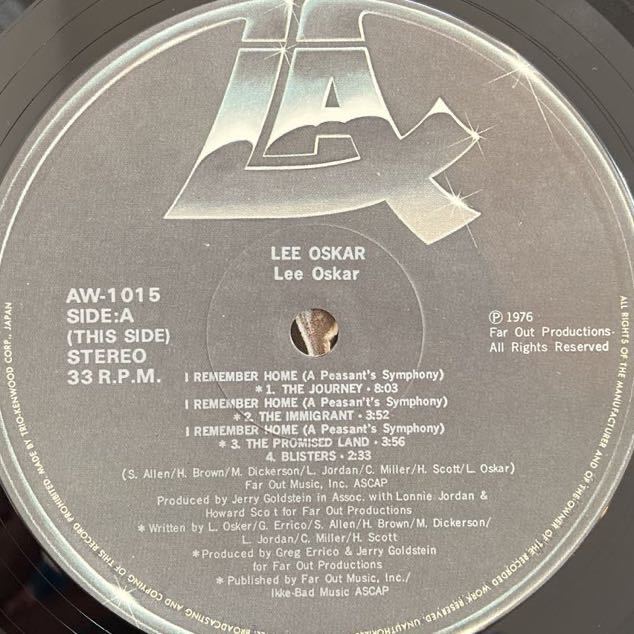 LAX
LEE OSKAR
Lee Oskar
AW-1015
SIDE:A
(THIS SIDE)
STEREO
33 R.P.M.
Ⓟ 1976
Far Out Productions-
All Rights Reserved.
I REMEMBER HOME (A Peasant's Symphony)
* 1. THE JOURNEY • 8:03
I REMEMBER HOME (A Peasan't's Symphony)
* 2. THE IMMIGRANT • 3:52
I REMEMBER HOME (A Peasant's Symphony)
* 3. THE PROMISED LAND • 3:56
4. BLISTERS • 2:33
(S. Allen/H. Brown/M. Dickerson/L. Jordan/C. Miller/H. Scott/L. Oskar)
Far Out Music, Inc. ASCAP
Produced by Jerry Goldstein in Assoc. with Lonnie Jordan &
Howard Scott for Far Out Productions
* Written by L. Osker/G. Errico/S. Allen/H. Brown/M. Dickerson/
L. Jordan/C. Miller/H. Scott
* Produced by Greg Errico & Jerry Goldstein
for Far Out Productions
* Published by Far Out Music, Inc./
Ikke-Bad Music ASCAP
ALL RIGHTS OF THE MANUFACTURER AND OF THE OWNER OF THE RECORDED WORK RESERVED. UNAUTHORIZED BROADCASTING AND COPYING OF THIS RECORD PROHIBITED. MADE BY TRIO-KENWOOD CORP., JAPAN